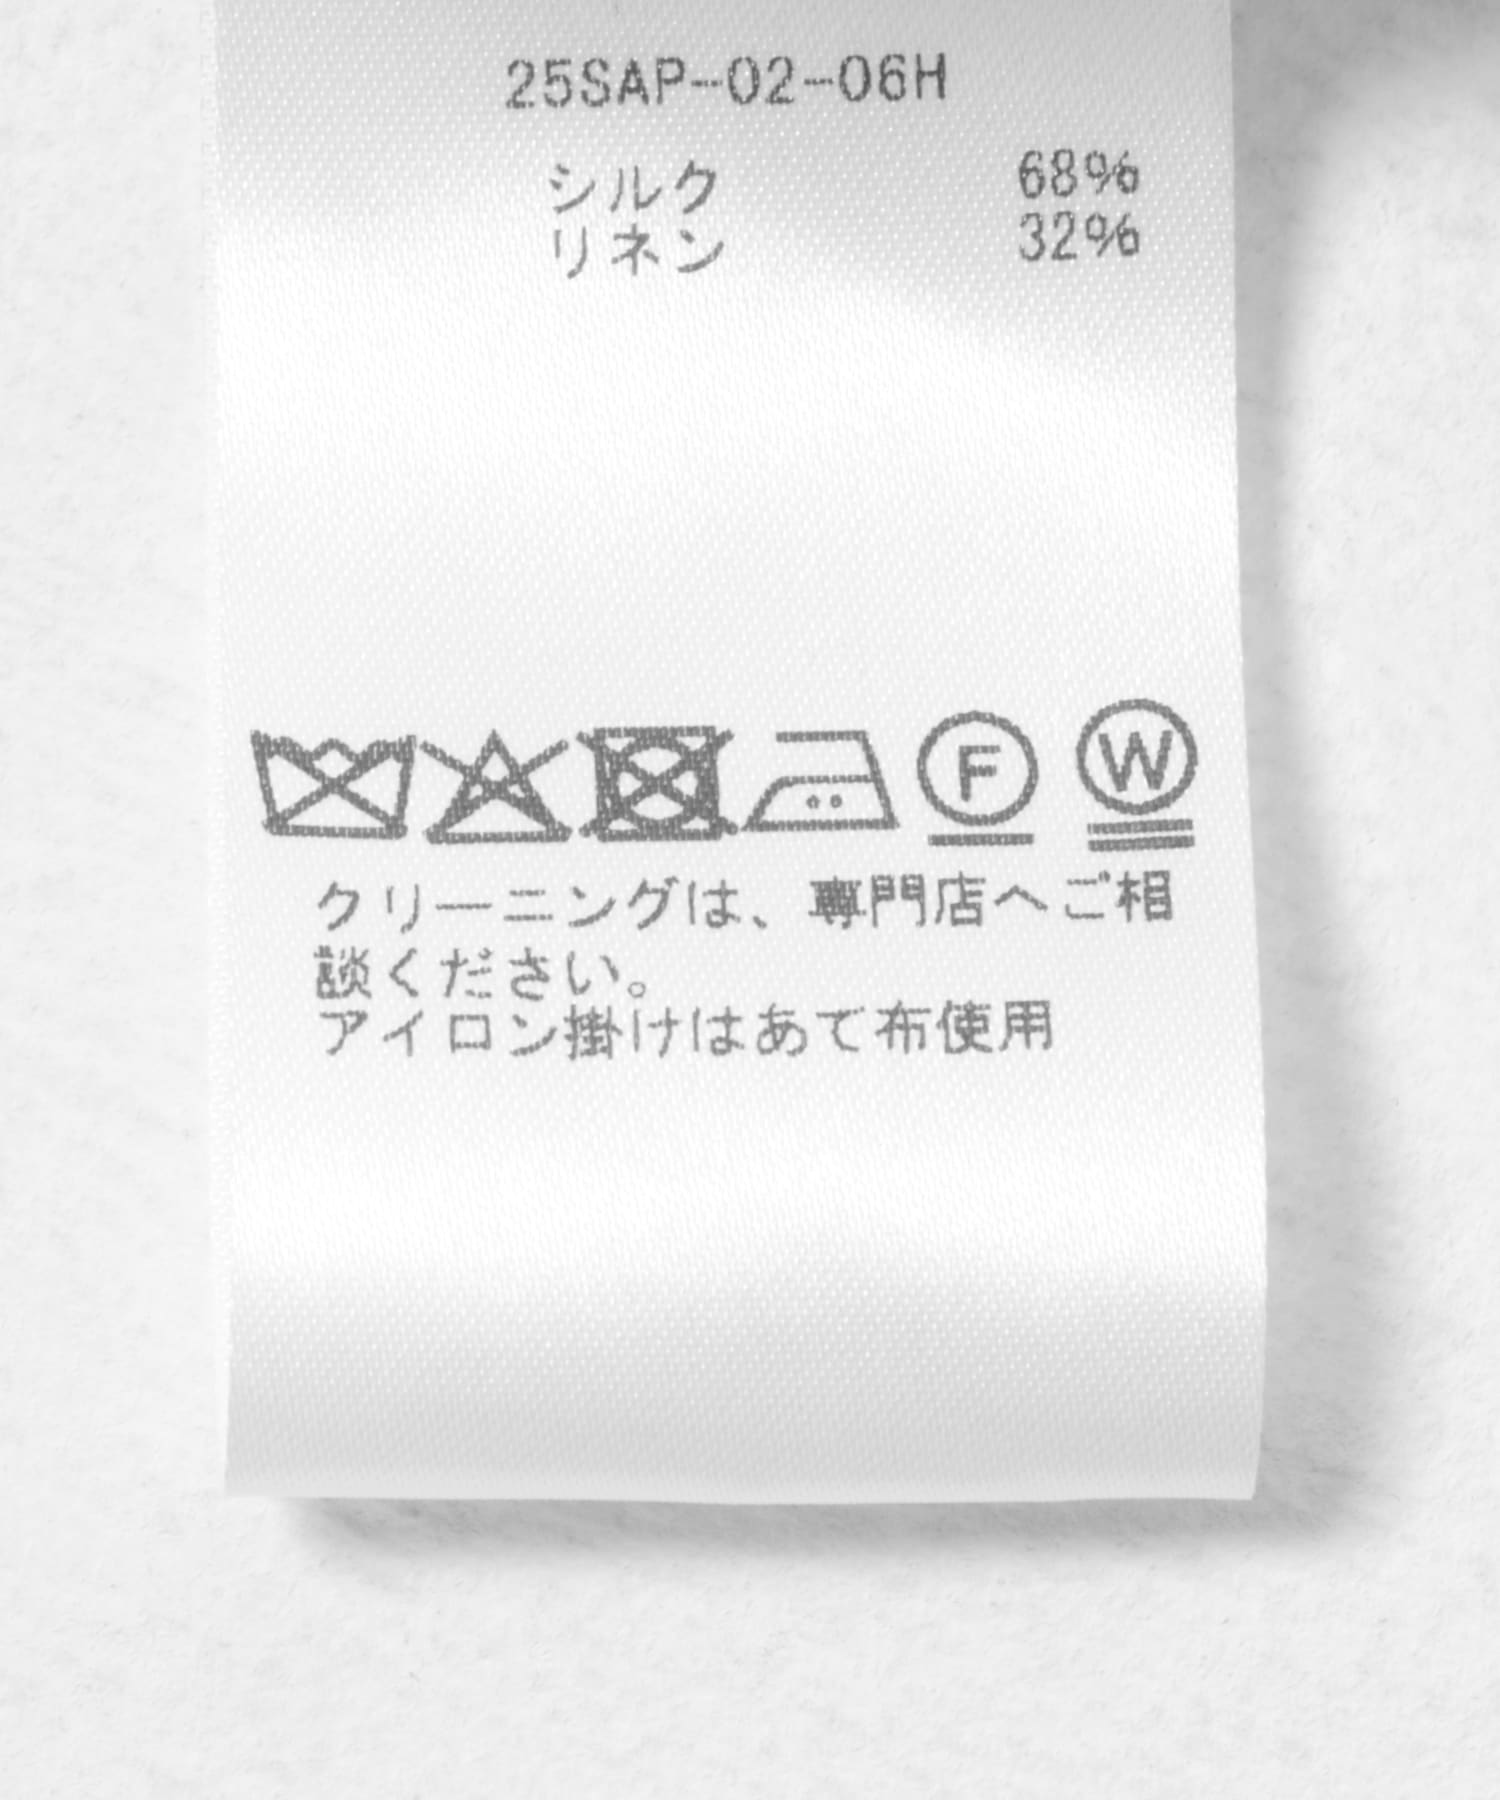 25SAP-02-06H
シルク 68%
リネン 32%
F W
クリーニングは、専門店へご相
談ください。
アイロン掛けはあて布使用